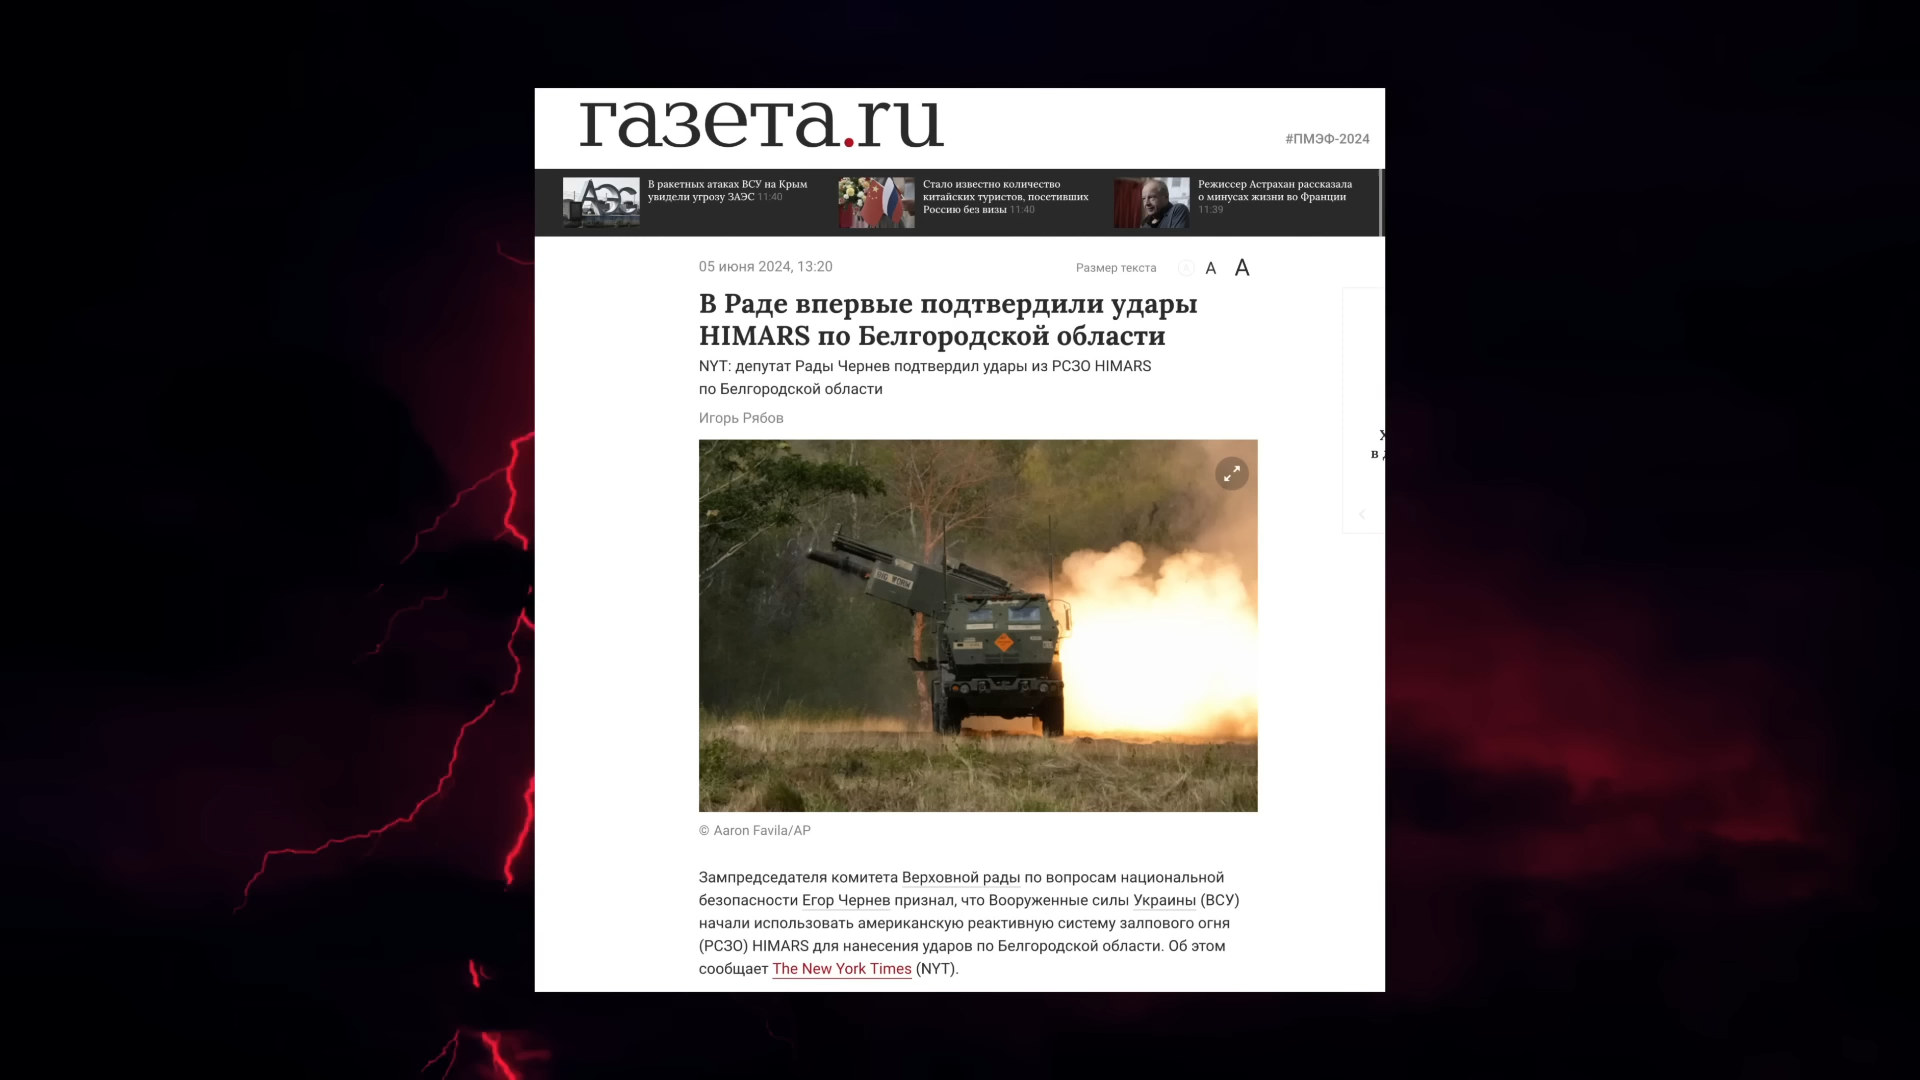 газета.ru
#ПМЭФ-2024
В ракетных атаках ВСУ на Крым
увидели угрозу ЗАЭС 11:40
Стало известно количество
китайских туристов, посетивших
Россию без визы 11:40
Режиссер Астрахан рассказала
о минусах жизни во Франции
11:39
05 июня 2024, 13:20
Размер текста A A A
В Раде впервые подтвердили удары
HIMARS по Белгородской области
NYT: депутат Рады Чернев подтвердил удары из РСЗО HIMARS
по Белгородской области
Игорь Рябов
Х
в д
BIG WORM
© Aaron Favila/AP
Зампредседателя комитета Верховной рады по вопросам национальной
безопасности Егор Чернев признал, что Вооруженные силы Украины (ВСУ)
начали использовать американскую реактивную систему залпового огня
(РСЗО) HIMARS для нанесения ударов по Белгородской области. Об этом
сообщает The New York Times (NYT).